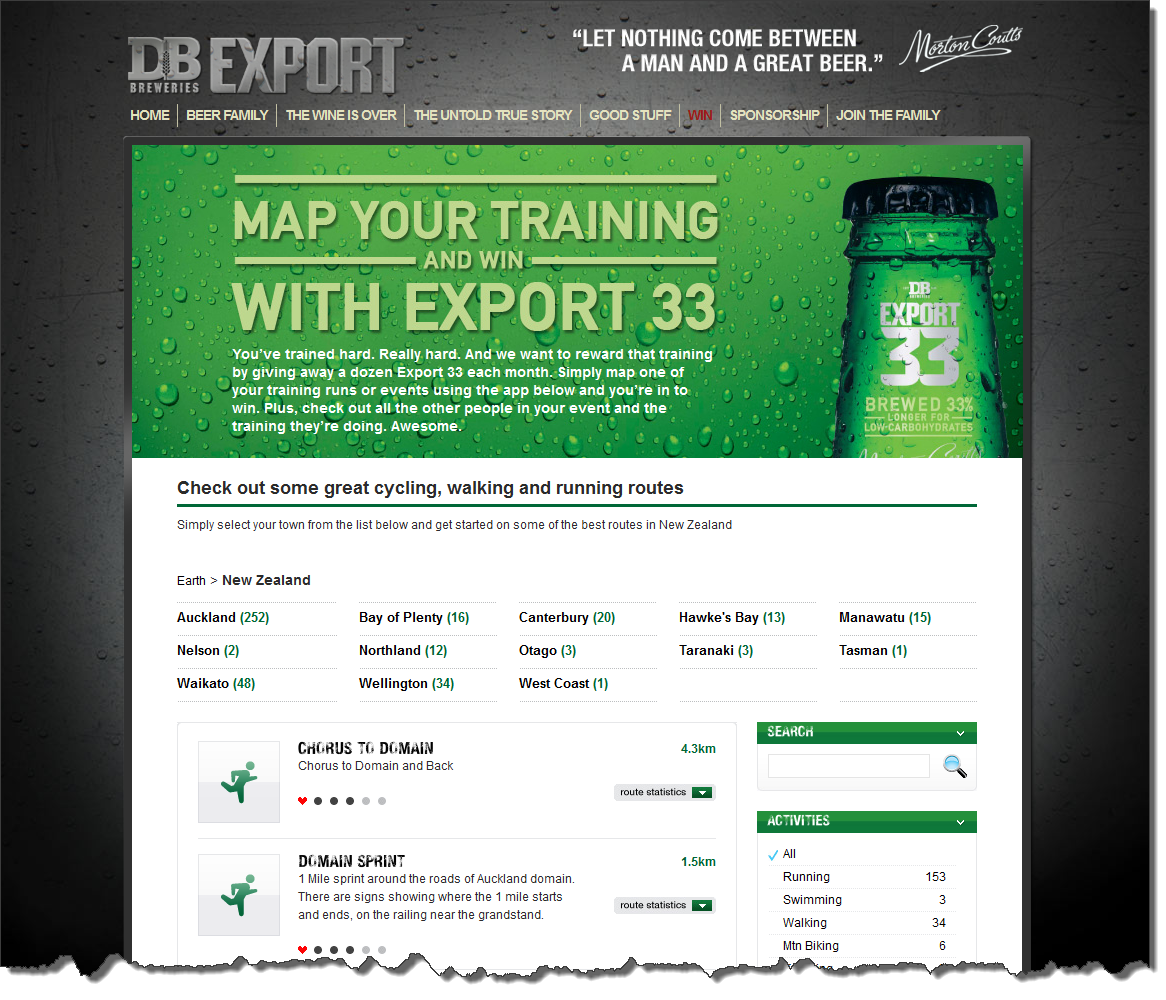 DB
BREWERIES
EXPORT
“LET NOTHING COME BETWEEN
A MAN AND A GREAT BEER.”
Morton Coutts
HOME
BEER FAMILY
THE WINE IS OVER
THE UNTOLD TRUE STORY
GOOD STUFF
WIN
SPONSORSHIP
JOIN THE FAMILY
MAP YOUR TRAINING
AND WIN
WITH EXPORT 33
You’ve trained hard. Really hard. And we want to reward that training
by giving away a dozen Export 33 each month. Simply map one of
your training runs or events using the app below and you’re in to
win. Plus, check out all the other people in your event and the
training they’re doing. Awesome.
DB
BREWERIES
EXPORT
33
BREWED 33%
LONGER FOR
LOW-CARBOHYDRATES
Morton Coutts
Check out some great cycling, walking and running routes
Simply select your town from the list below and get started on some of the best routes in New Zealand
Earth > New Zealand
Auckland (252)
Bay of Plenty (16)
Canterbury (20)
Hawke's Bay (13)
Manawatu (15)
Nelson (2)
Northland (12)
Otago (3)
Taranaki (3)
Tasman (1)
Waikato (48)
Wellington (34)
West Coast (1)
CHORUS TO DOMAIN
4.3km
Chorus to Domain and Back
route statistics
DOMAIN SPRINT
1.5km
1 Mile sprint around the roads of Auckland domain.
There are signs showing where the 1 mile starts
and ends, on the railing near the grandstand.
route statistics
SEARCH
ACTIVITIES
All
Running 153
Swimming 3
Walking 34
Mtn Biking 6